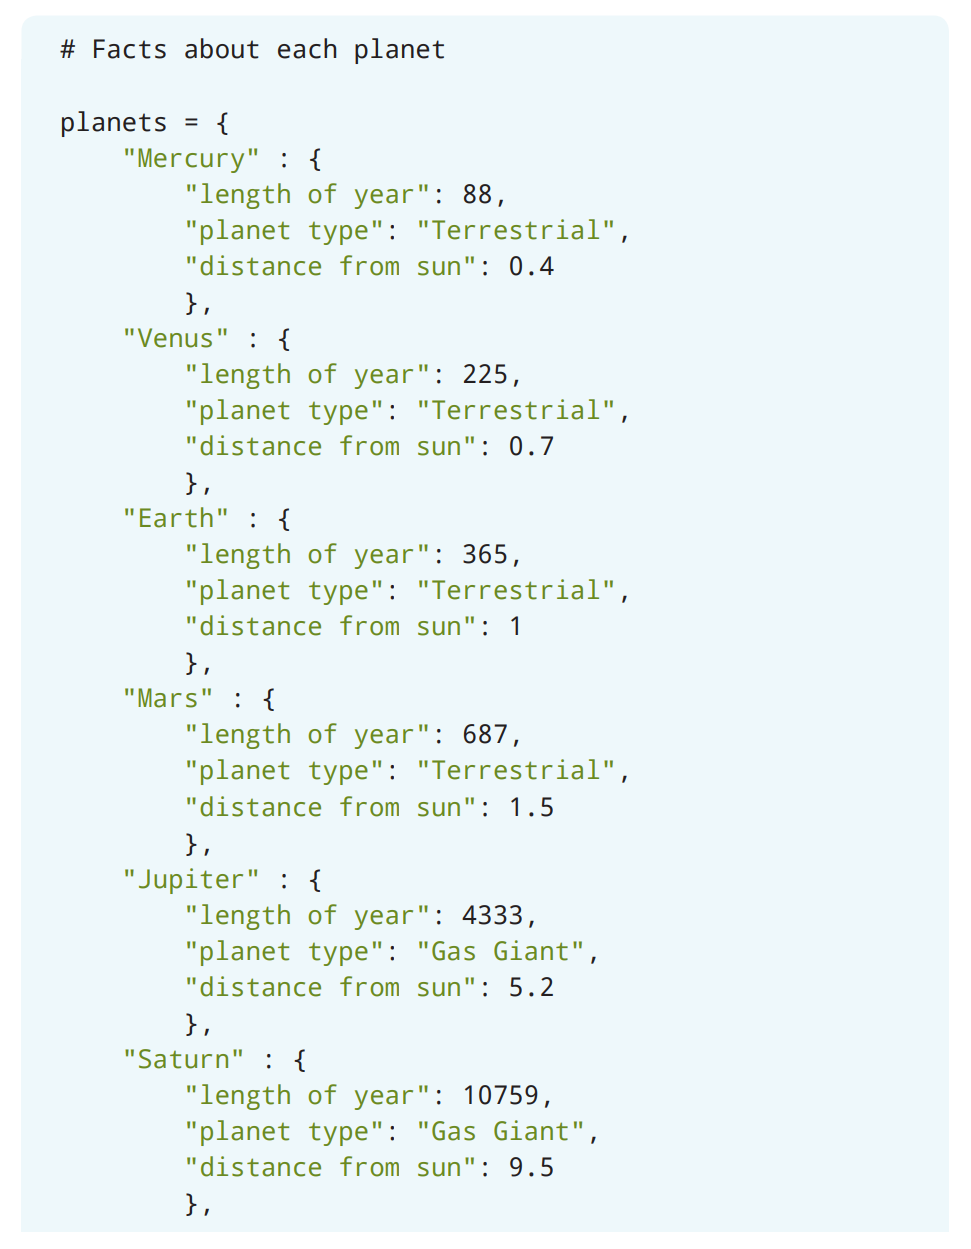 # Facts about each planet
planets = {
"Mercury" : {
"length of year": 88,
"planet type": "Terrestrial",
"distance from sun": 0.4
},
"Venus" : {
"length of year": 225,
"planet type": "Terrestrial",
"distance from sun": 0.7
},
"Earth" : {
"length of year": 365,
"planet type": "Terrestrial",
"distance from sun": 1
},
"Mars" : {
"length of year": 687,
"planet type": "Terrestrial",
"distance from sun": 1.5
},
"Jupiter" : {
"length of year": 4333,
"planet type": "Gas Giant",
"distance from sun": 5.2
},
"Saturn" : {
"length of year": 10759,
"planet type": "Gas Giant",
"distance from sun": 9.5
},